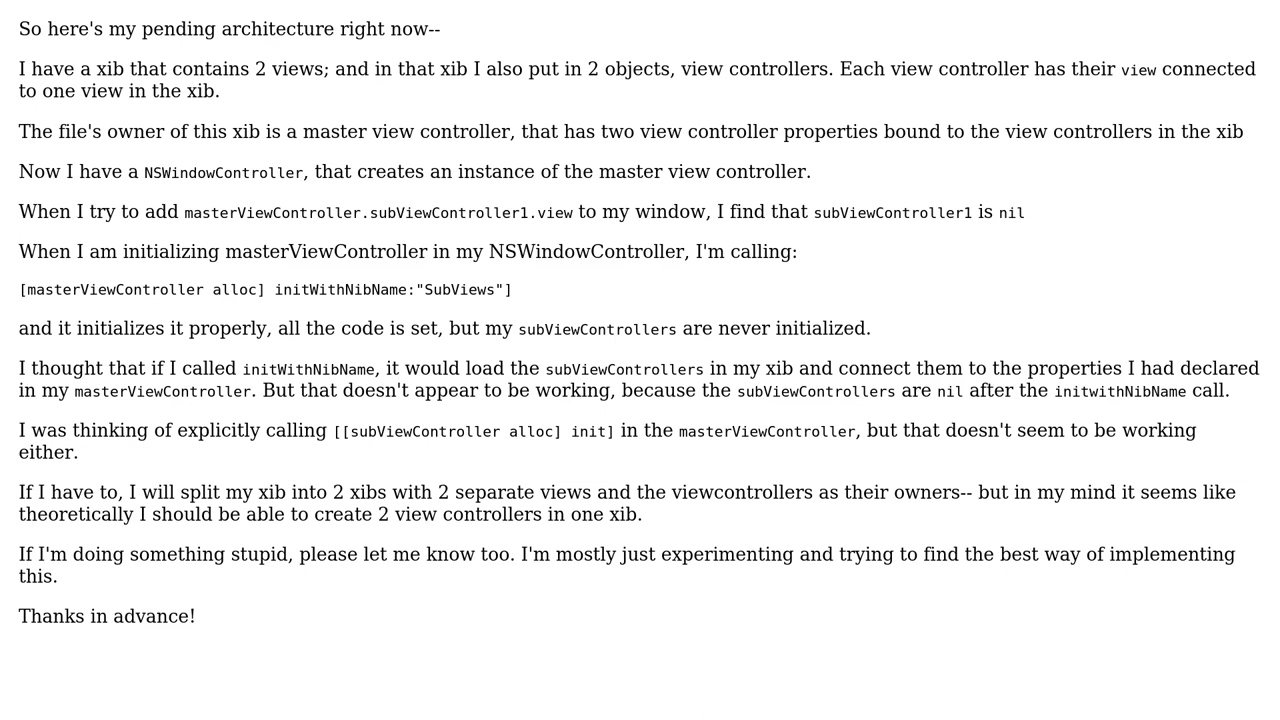 So here's my pending architecture right now--
I have a xib that contains 2 views; and in that xib I also put in 2 objects, view controllers. Each view controller has their view connected
to one view in the xib.
The file's owner of this xib is a master view controller, that has two view controller properties bound to the view controllers in the xib
Now I have a NSWindowController, that creates an instance of the master view controller.
When I try to add masterViewController.subViewController1.view to my window, I find that subViewController1 is nil
When I am initializing masterViewController in my NSWindowController, I'm calling:
[masterViewController alloc] initWithNibName:"SubViews"]
and it initializes it properly, all the code is set, but my subViewControllers are never initialized.
I thought that if I called initWithNibName, it would load the subViewControllers in my xib and connect them to the properties I had declared
in my masterViewController. But that doesn't appear to be working, because the subViewControllers are nil after the initwithNibName call.
I was thinking of explicitly calling [[subViewController alloc] init] in the masterViewController, but that doesn't seem to be working
either.
If I have to, I will split my xib into 2 xibs with 2 separate views and the viewcontrollers as their owners-- but in my mind it seems like
theoretically I should be able to create 2 view controllers in one xib.
If I'm doing something stupid, please let me know too. I'm mostly just experimenting and trying to find the best way of implementing
this.
Thanks in advance!